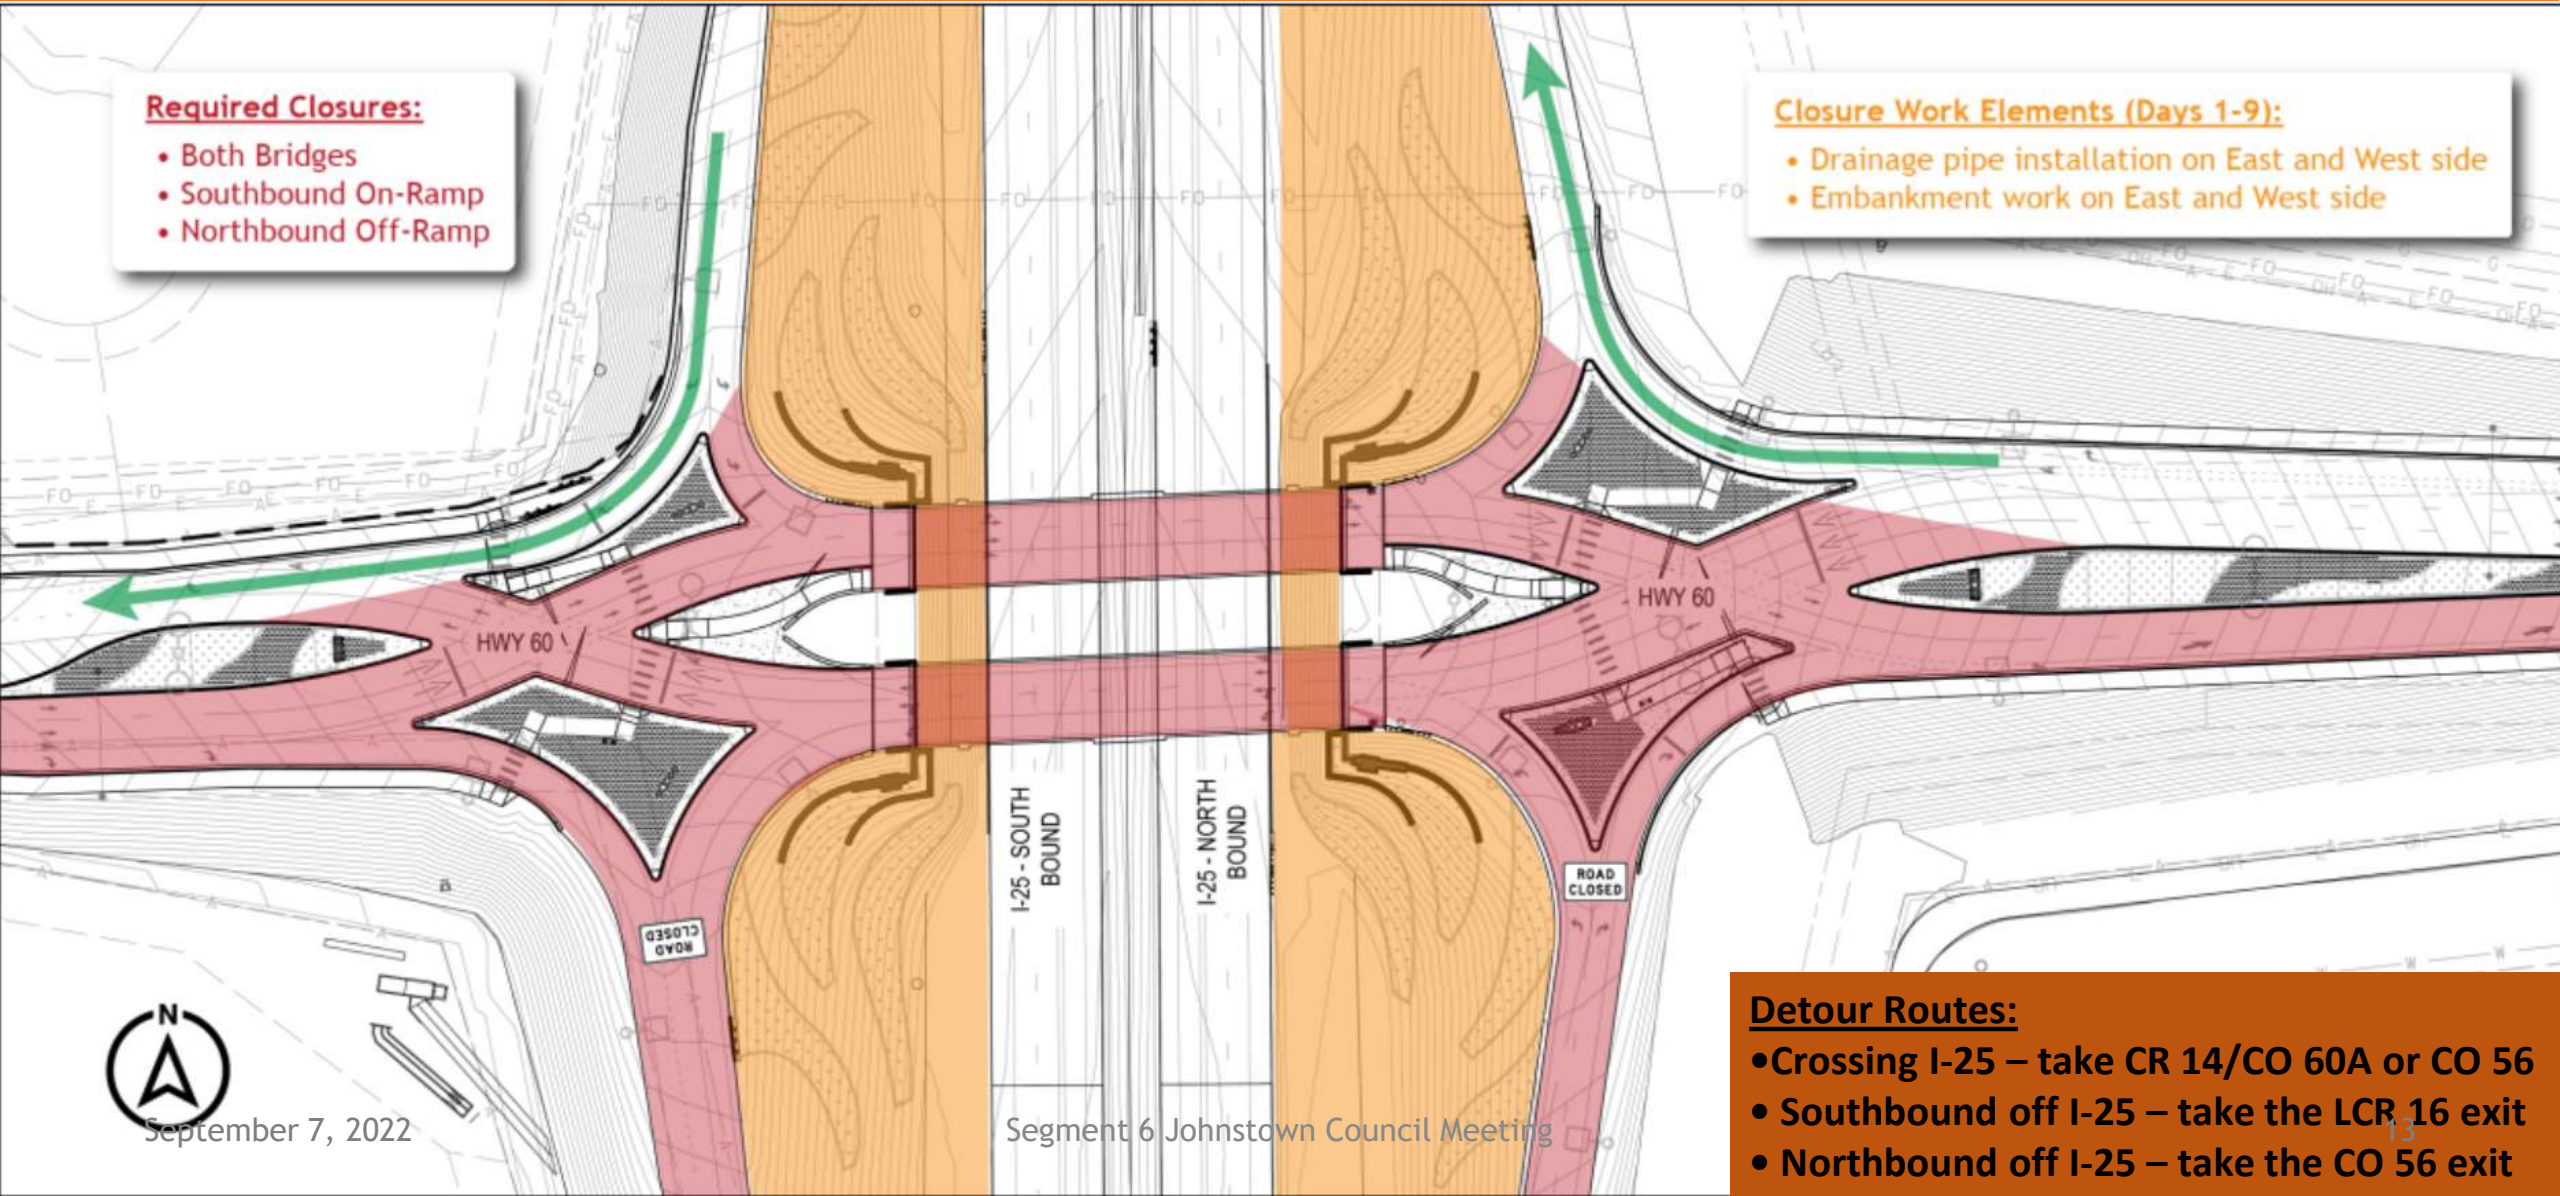 Required Closures:
• Both Bridges
• Southbound On-Ramp
• Northbound Off-Ramp
Closure Work Elements (Days 1-9):
• Drainage pipe installation on East and West side
• Embankment work on East and West side
HWY 60
HWY 60
I-25 - SOUTH
BOUND
I-25 - NORTH
BOUND
ROAD
CLOSED
ROAD
CLOSED
N
Detour Routes:
•Crossing I-25 – take CR 14/CO 60A or CO 56
• Southbound off I-25 – take the LCR 16 exit
• Northbound off I-25 – take the CO 56 exit
September 7, 2022
Segment 6 Johnstown Council Meeting
13